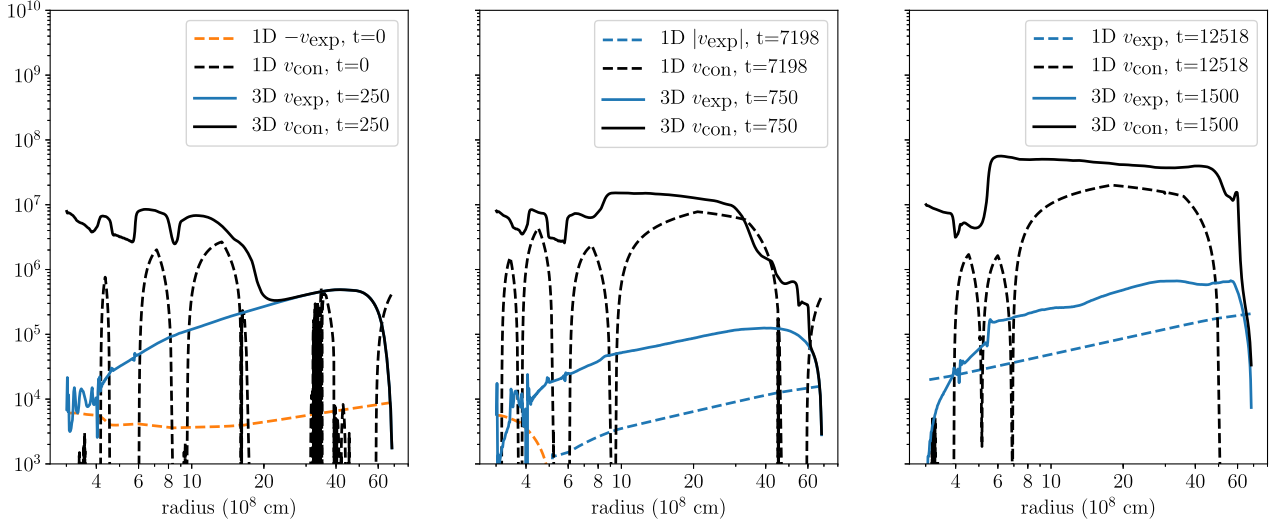 10^10
10^9
10^8
10^7
10^6
10^5
10^4
10^3
1D −v_exp, t=0
1D v_con, t=0
3D v_exp, t=250
3D v_con, t=250
4 6 8 10 20 40 60
radius (10^8 cm)
1D |v_exp|, t=7198
1D v_con, t=7198
3D v_exp, t=750
3D v_con, t=750
4 6 8 10 20 40 60
radius (10^8 cm)
1D v_exp, t=12518
1D v_con, t=12518
3D v_exp, t=1500
3D v_con, t=1500
4 6 8 10 20 40 60
radius (10^8 cm)